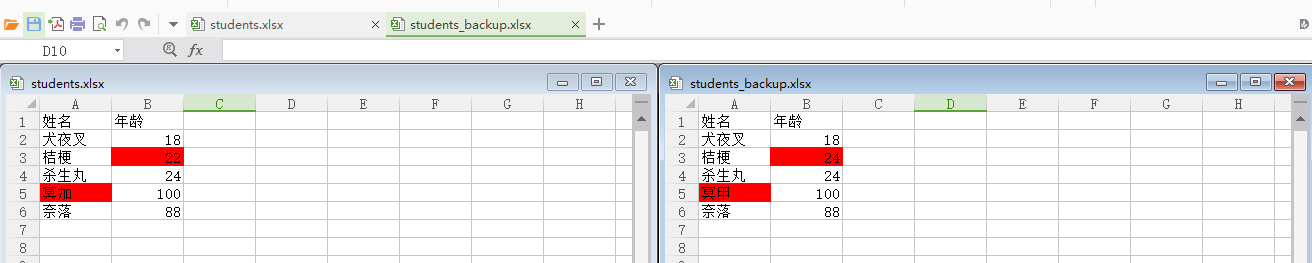 students.xlsx
students_backup.xlsx
D10
fx
students.xlsx
A B C D E F G H
1 姓名 年龄
2 犬夜叉 18
3 桔梗 22
4 杀生丸 24
5 冥加 100
6 奈落 88
7
8
students_backup.xlsx
A B C D E F G H
1 姓名 年龄
2 犬夜叉 18
3 桔梗 24
4 杀生丸 24
5 冥甲 100
6 奈落 88
7
8